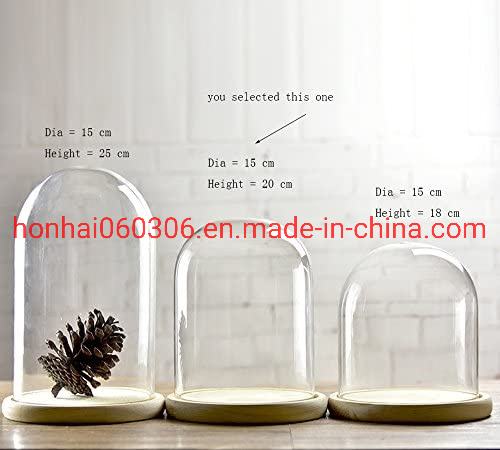 you selected this one
Dia = 15 cm
Height = 25 cm
Dia = 15 cm
Height = 20 cm
Dia = 15 cm
Height = 18 cm
honhai060306.en.made-in-china.com